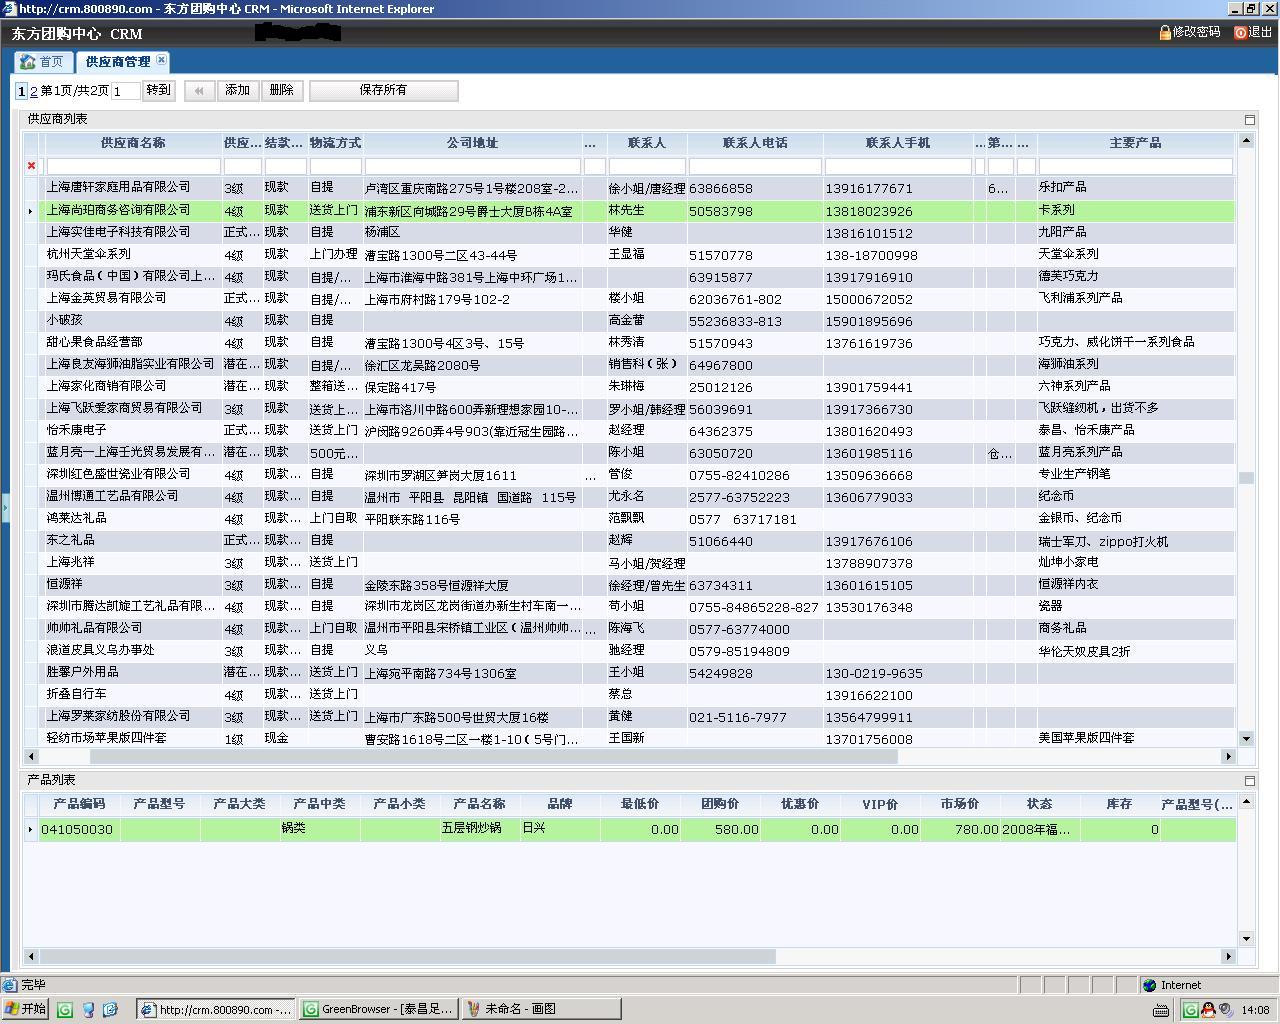 http://crm.800890.com - 东方团购中心 CRM - Microsoft Internet Explorer
东方团购中心 CRM 修改密码 退出
首页 供应商管理
1 2 第1页/共2页 1 转到 添加 删除 保存所有
供应商列表
供应商名称 供应... 结款... 物流方式 公司地址 ... 联系人 联系人电话 联系人手机 ... 第... ... 主要产品
上海唐轩家庭用品有限公司 3级 现款 自提 卢湾区重庆南路275号1号楼208室-2... 徐小姐/唐经理 63866858 13916177671 6... 乐扣产品
上海尚珀商务咨询有限公司 4级 现款 送货上门 浦东新区向城路29号爵士大厦B栋4A室 林先生 50583798 13818023926 卡系列
上海实佳电子科技有限公司 正式... 现款 自提 杨浦区 华健 13816101512 九阳产品
杭州天堂伞系列 4级 现款 上门办理 漕宝路1300号二区43-44号 王显福 51570778 138-18700998 天堂伞系列
玛氏食品(中国)有限公司上... 4级 现款 自提/... 上海市淮海中路381号上海中环广场1... 63915877 13917916910 德芙巧克力
上海金英贸易有限公司 正式... 现款 自提/... 上海市府村路179号102-2 楼小姐 62036761-802 15000672052 飞利浦系列产品
小破孩 4级 现款 自提 高金蕾 55236833-813 15901895696
甜心果食品经营部 4级 现款 自提 漕宝路1300号4区3号、15号 林秀清 51570943 13761619736 巧克力、威化饼干一系列食品
上海良友海狮油脂实业有限公司 潜在... 现款 自提/... 徐汇区龙吴路2080号 销售科(张) 64967800 海狮油系列
上海家化商销有限公司 潜在... 现款 整箱送... 保定路417号 朱琳梅 25012126 13901759441 六神系列产品
上海飞跃爱家商贸易有限公司 3级 现款 送货上... 上海市洛川中路600弄新理想家园10-... 罗小姐/韩经理 56039691 13917366730 飞跃缝纫机，出货不多
怡禾康电子 正式... 现款 送货上门 沪闵路9260弄4号903(靠近冠生园路... 赵经理 64362375 13801620493 泰昌、怡禾康产品
蓝月亮—上海壬光贸易发展有... 潜在... 现款 500元... 陈小姐 63050720 13601985116 仓... 蓝月亮系列产品
深圳红色盛世瓷业有限公司 4级 现款... 自提 深圳市罗湖区笋岗大厦1611 ... 管俊 0755-82410286 13509636668 专业生产钢笔
温州博通工艺品有限公司 4级 现款... 自提 温州市 平阳县 昆阳镇 国道路 115号 尤永名 2577-63752223 13606779033 纪念币
鸿莱达礼品 4级 现款... 上门自取 平阳联东路116号 范飘飘 0577 63717181 金银币、纪念币
东之礼品 正式... 现款... 自提 赵辉 51066440 13917676106 瑞士军刀、zippo打火机
上海兆祥 3级 现款... 送货上门 马小姐/贺经理 13788907378 灿坤小家电
恒源祥 3级 现款... 自提 金陵东路358号恒源祥大厦 徐经理/曾先生 63734311 13601615105 恒源祥内衣
深圳市腾达凯旋工艺礼品有限... 4级 现款... 自提 深圳市龙岗区龙岗街道办新生村车南一... 苟小姐 0755-84865228-827 13530176348 瓷器
帅帅礼品有限公司 4级 现款... 上门自取 温州市平阳县宋桥镇工业区(温州帅帅... ... 陈海飞 0577-63774000 商务礼品
浪道皮具义乌办事处 3级 现款... 自提 义乌 驰经理 0579-85194809 华伦天奴皮具2折
胜馨户外用品 潜在... 现款... 送货上门 上海宛平南路734号1306室 王小姐 54249828 130-0219-9635
折叠自行车 4级 现款... 送货上门 蔡总 13916622100
上海罗莱家纺股份有限公司 3级 现款... 送货上门 上海市广东路500号世贸大厦16楼 黄健 021-5116-7977 13564799911
轻纺市场苹果版四件套 1级 现金 曹安路1618号二区一楼1-10(5号门... 王国新 13701756008 美国苹果版四件套
产品列表
产品编码 产品型号 产品大类 产品中类 产品小类 产品名称 品牌 最低价 团购价 优惠价 VIP价 市场价 状态 库存 产品型号(...
041050030 锅类 五层钢炒锅 日兴 0.00 580.00 0.00 0.00 780.00 2008年福... 0
完毕 Internet
开始 http://crm.800890.com -... GreenBrowser - [泰昌足... 未命名 - 画图 14:08